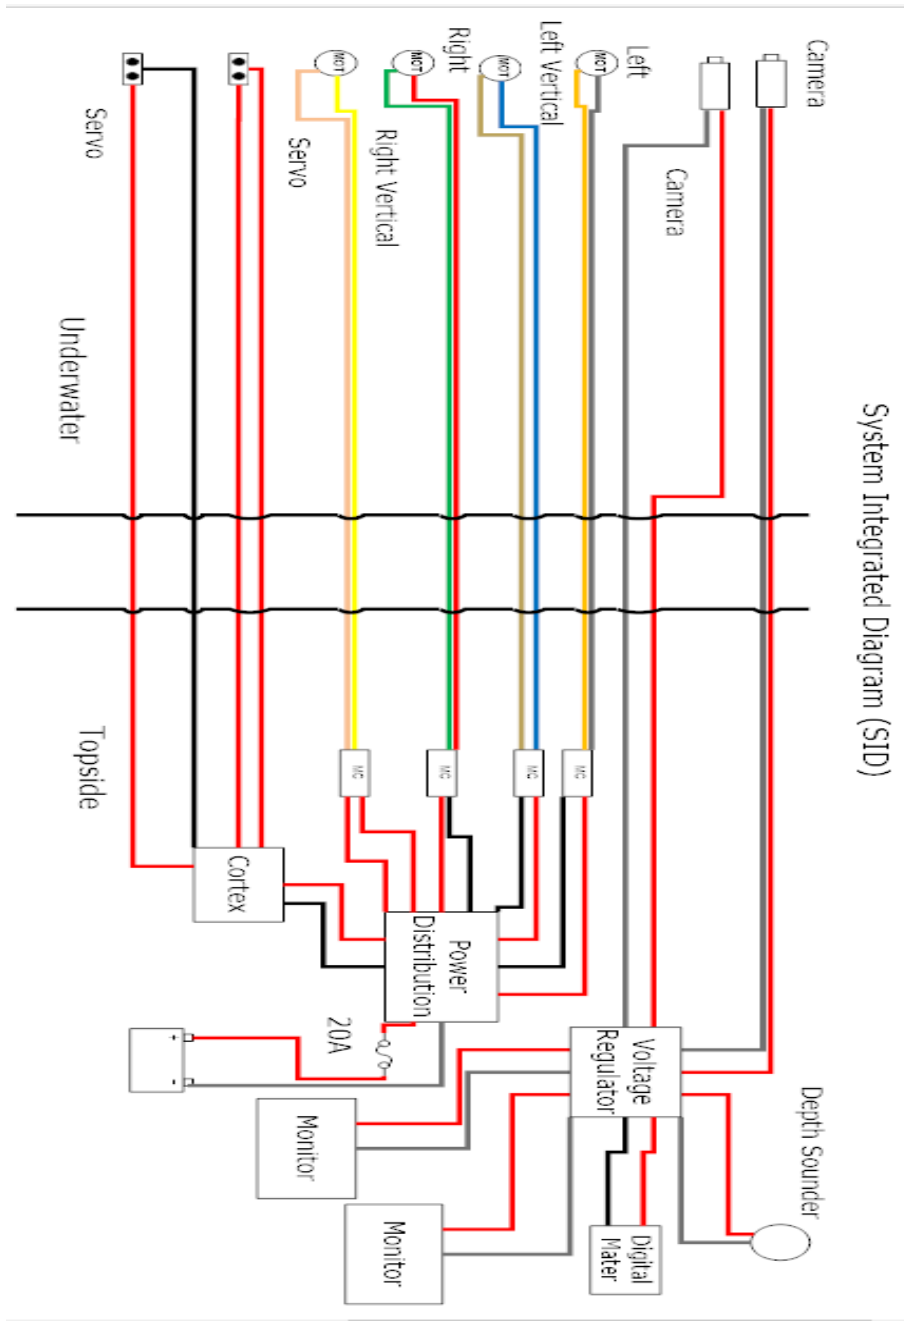 System Integrated Diagram (SID)
Camera
Depth Sounder
Camera
Left
Voltage
Regulator
Digital
Mater
MOT
MC
Left Vertical
MC
MOT
Right
Power
Distribution
MC
MOT
Monitor
Right Vertical
MC
MOT
20A
Servo
Monitor
Cortex
+ -
Servo
Underwater
Topside